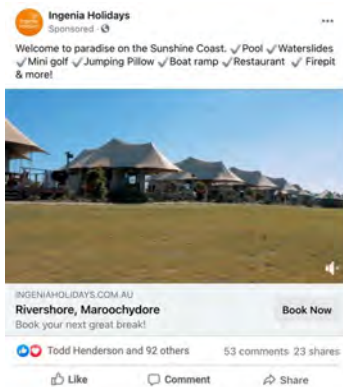 Ingenia Holidays
Sponsored ·
Welcome to paradise on the Sunshine Coast. ✓Pool ✓Waterslides
✓Mini golf ✓Jumping Pillow ✓Boat ramp ✓Restaurant ✓ Firepit
& more!
INGENIAHOLIDAYS.COM.AU
Rivershore, Maroochydore
Book your next great break!
Book Now
Todd Henderson and 92 others
53 comments 23 shares
Like
Comment
Share